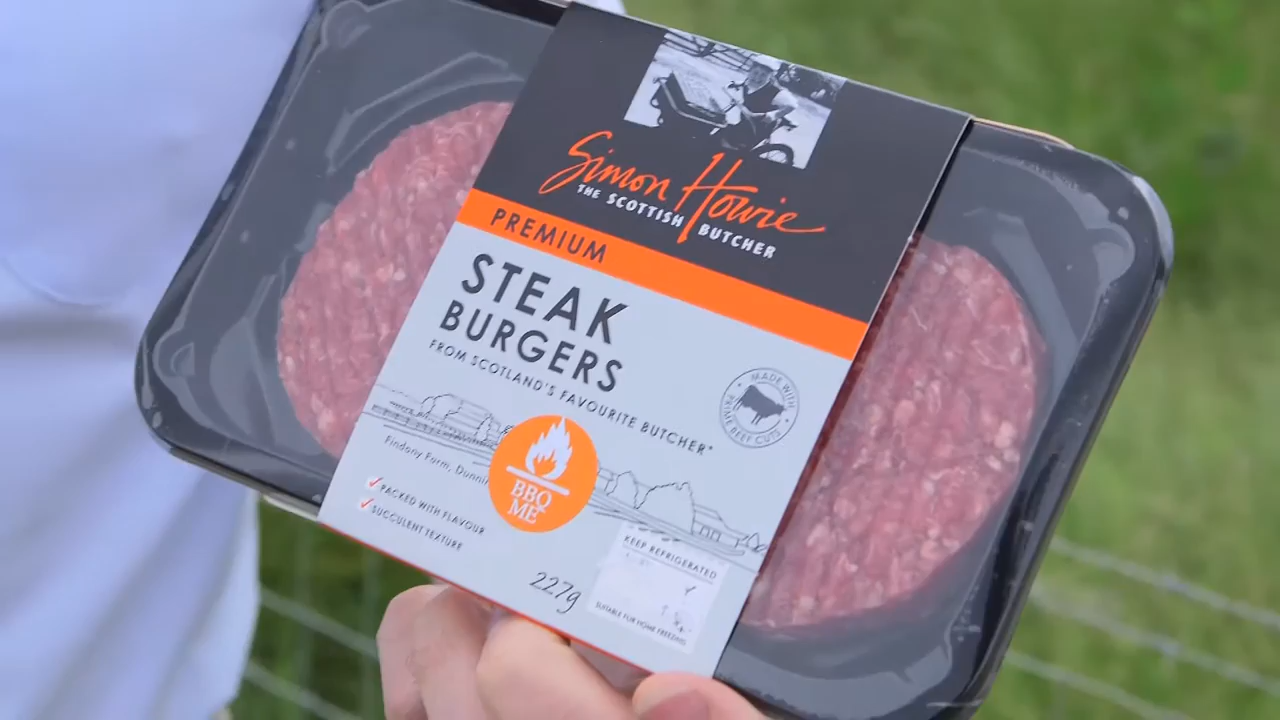 Simon Howie
THE SCOTTISH BUTCHER
PREMIUM
STEAK
BURGERS
FROM SCOTLAND'S FAVOURITE BUTCHER*
MADE WITH
PRIME BEEF CUTS
Findony Farm,
BBQ
ME
✓ PACKED WITH FLAVOUR
✓ SUCCULENT TEXTURE
227g
KEEP REFRIGERATED
SUITABLE FOR HOME FREEZING